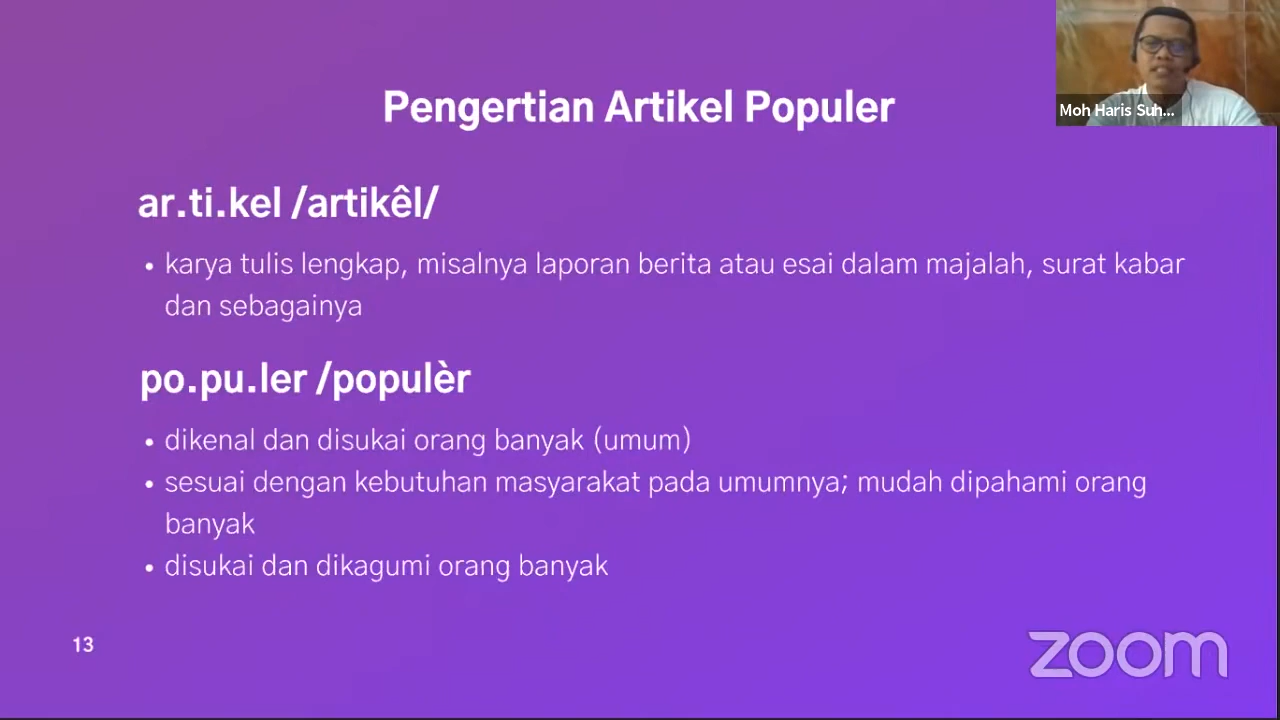 Pengertian Artikel Populer
Moh Haris Suh...
ar.ti.kel /artikêl/
• karya tulis lengkap, misalnya laporan berita atau esai dalam majalah, surat kabar
dan sebagainya
po.pu.ler /populèr
• dikenal dan disukai orang banyak (umum)
• sesuai dengan kebutuhan masyarakat pada umumnya; mudah dipahami orang
banyak
• disukai dan dikagumi orang banyak
13
zoom